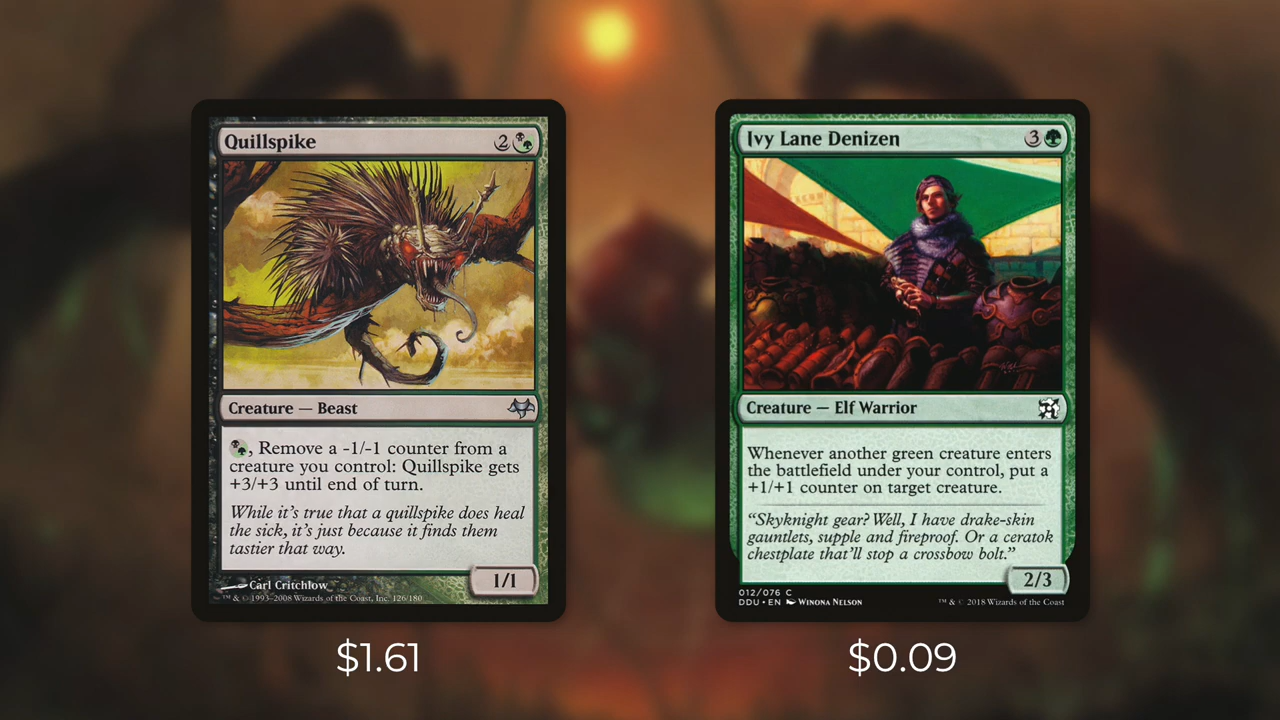 Quillspike
2
Creature — Beast
, Remove a -1/-1 counter from a
creature you control: Quillspike gets
+3/+3 until end of turn.
While it's true that a quillspike does heal
the sick, it's just because it finds them
tastier that way.
Carl Critchlow
™ & © 1993–2008 Wizards of the Coast, Inc. 126/180
1/1
$1.61
Ivy Lane Denizen
3
Creature — Elf Warrior
Whenever another green creature enters
the battlefield under your control, put a
+1/+1 counter on target creature.
“Skyknight gear? Well, I have drake-skin
gauntlets, supple and fireproof. Or a ceratok
chestplate that'll stop a crossbow bolt.”
2/3
012/076 C
DDU • EN Winona Nelson
™ & © 2018 Wizards of the Coast
$0.09